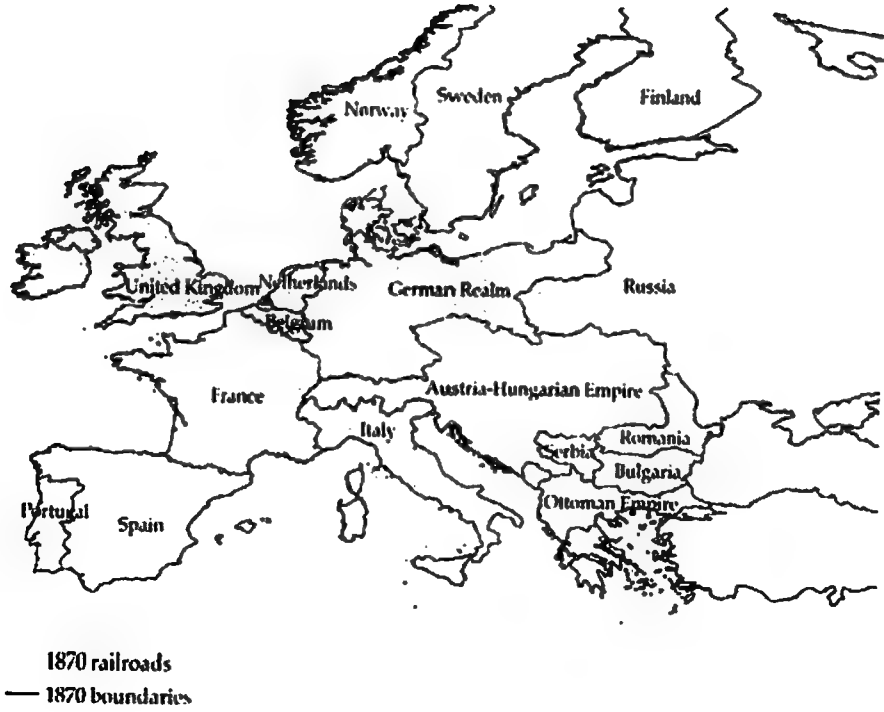 Norway
Sweden
Finland
United Kingdom
Netherlands
German Realm
Russia
Belgium
France
Austria-Hungarian Empire
Italy
Serbia
Romania
Bulgaria
Ottoman Empire
Portugal
Spain
1870 railroads
1870 boundaries